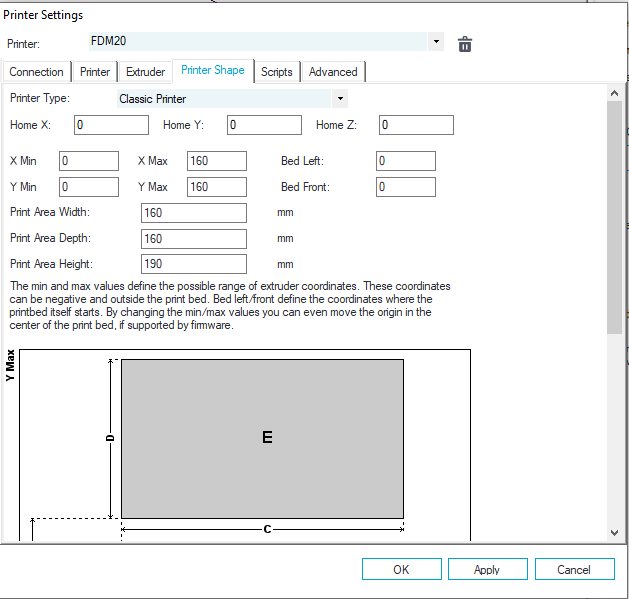 Printer Settings
Printer: FDM20
Connection Printer Extruder Printer Shape Scripts Advanced
Printer Type: Classic Printer
Home X: 0 Home Y: 0 Home Z: 0
X Min 0 X Max 160 Bed Left: 0
Y Min 0 Y Max 160 Bed Front: 0
Print Area Width: 160 mm
Print Area Depth: 160 mm
Print Area Height: 190 mm
The min and max values define the possible range of extruder coordinates. These coordinates
can be negative and outside the print bed. Bed left/front define the coordinates where the
printbed itself starts. By changing the min/max values you can even move the origin in the
center of the print bed, if supported by firmware.
Y Max
D
E
C
OK Apply Cancel